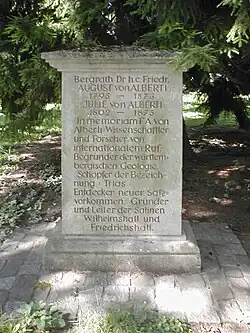 Bergrath Dr. h.c. Friedr.
AUGUST von ALBERTI
1795 – 1878
JULIE von ALBERTI
1802 – 1875
In memoriam F.A. von
Alberti Wissenschaftler
und Forscher von
internationalem Ruf.
Begründer der württem-
bergischen Geologie.
Schöpfer der Bezeich-
nung: Trias
Entdecker neuer Salz-
vorkommen. Gründer
und Leiter der Salinen
Wilhelmshall und
Friedrichshall.